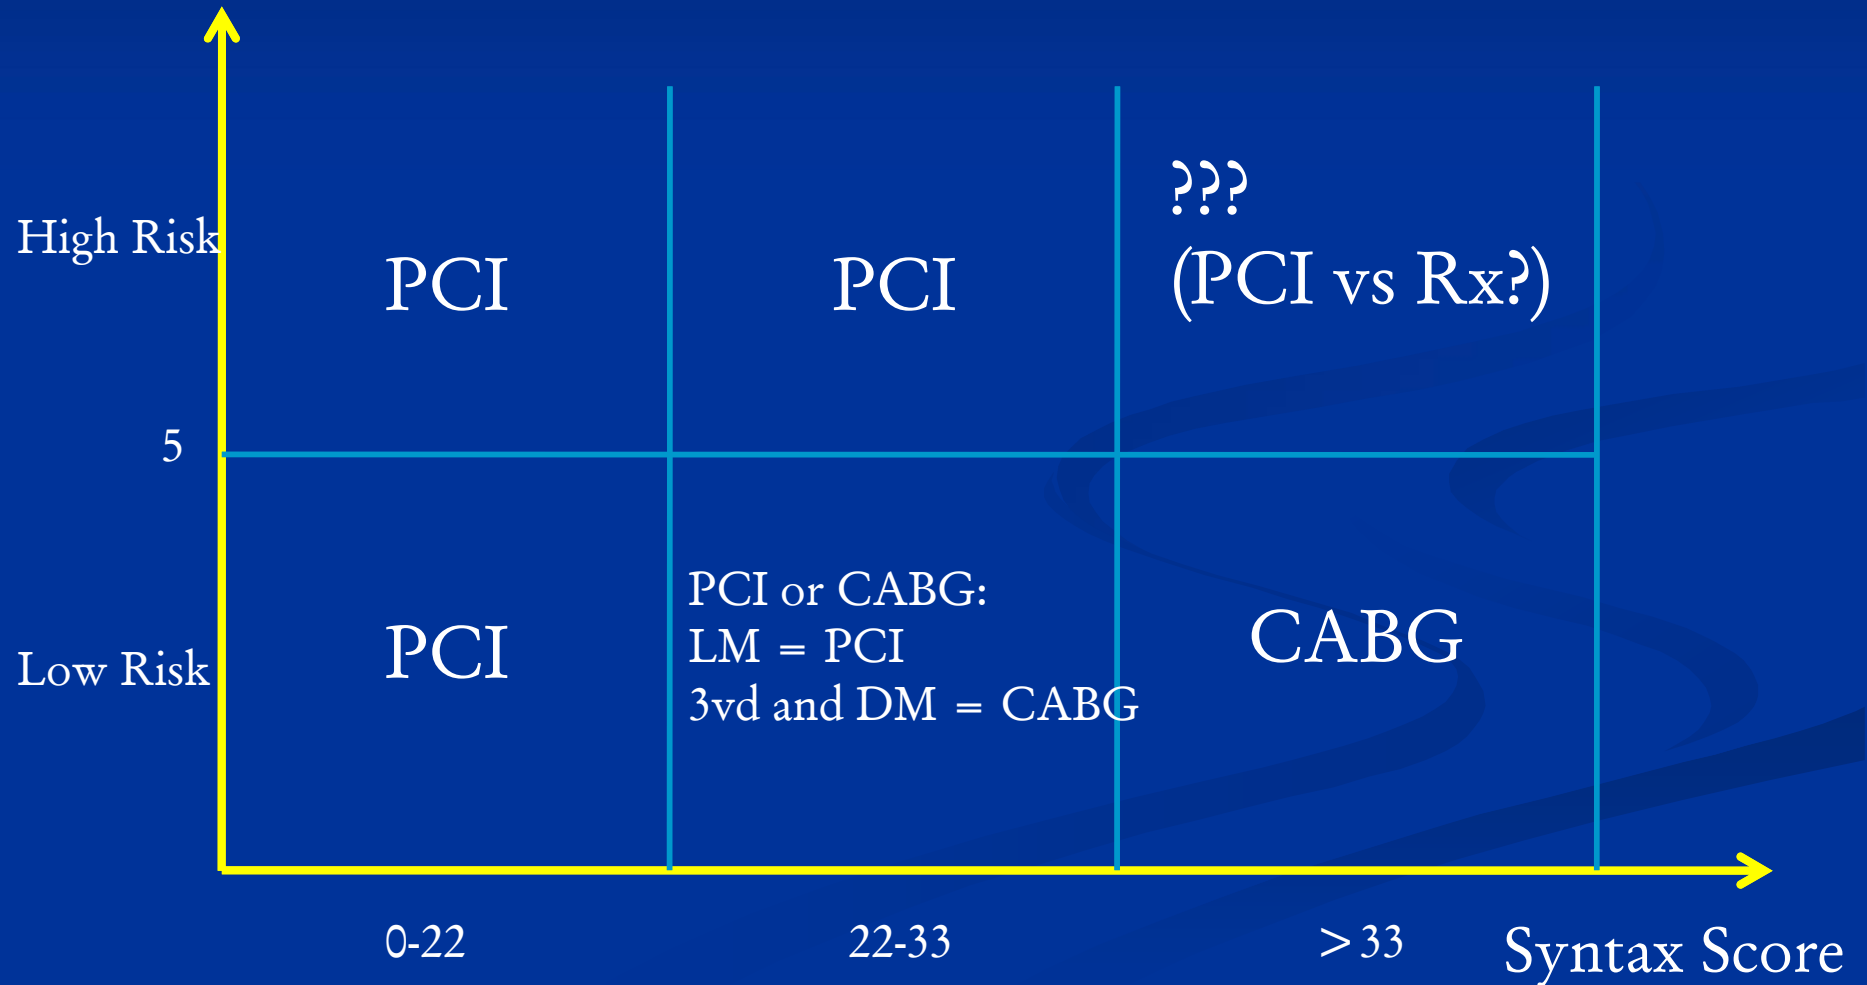 ???
(PCI vs Rx?)
High Risk
PCI
PCI
5
PCI or CABG:
LM = PCI
3vd and DM = CABG
Low Risk
PCI
CABG
0-22
22-33
>33
Syntax Score